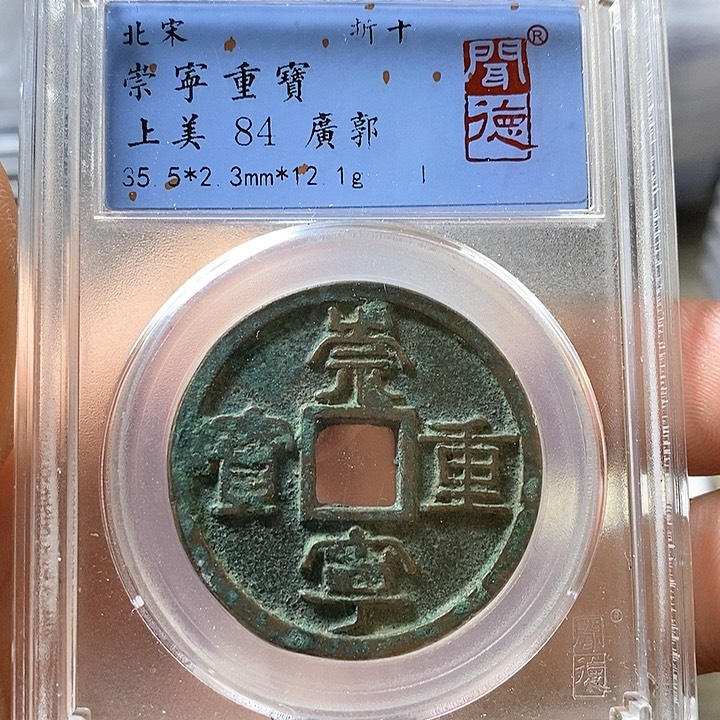 北宋 折十
崇寧重寶
上美 84 廣郭
35.5*2.3mm*12.1g
聞德®
崇
重
寧
寶
聞德®